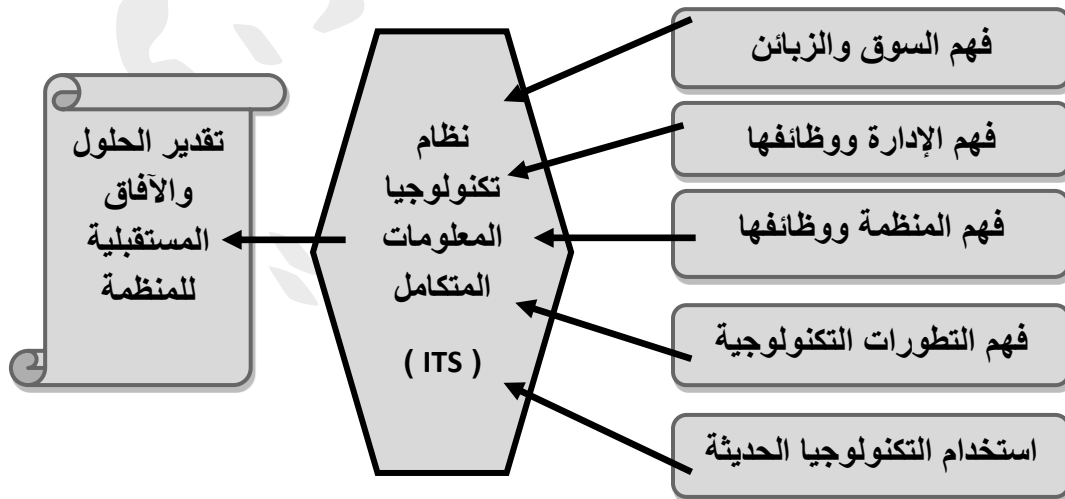 فهم السوق والزبائن
فهم الإدارة ووظائفها
فهم المنظمة ووظائفها
فهم التطورات التكنولوجية
استخدام التكنولوجيا الحديثة
نظام
تكنولوجيا
المعلومات
المتكامل
( ITS )
تقدير الحلول
والآفاق
المستقبلية
للمنظمة